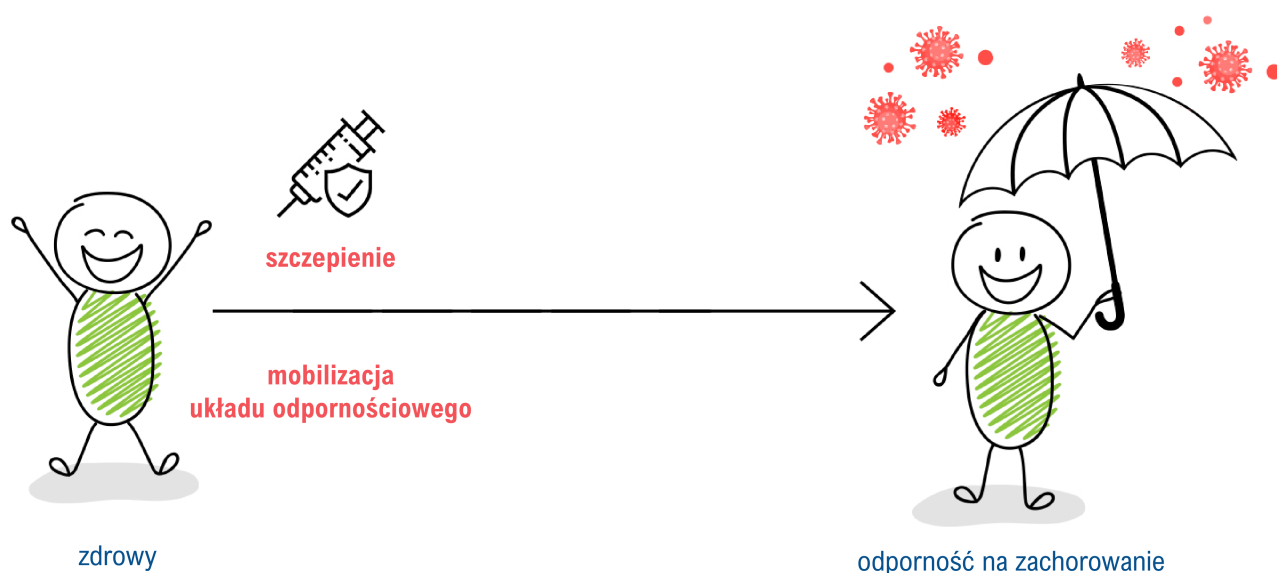 szczepienie
mobilizacja
układu odpornościowego
zdrowy
odporność na zachorowanie